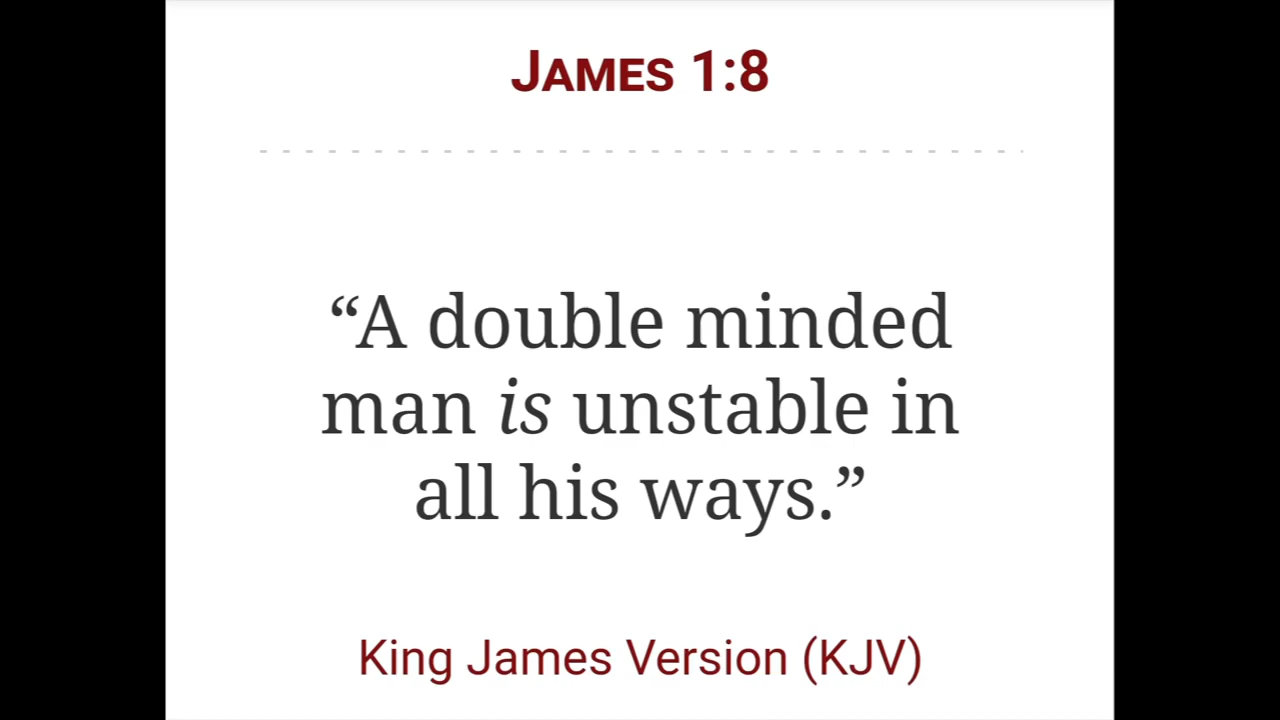 James 1:8
“A double minded
man is unstable in
all his ways.”
King James Version (KJV)